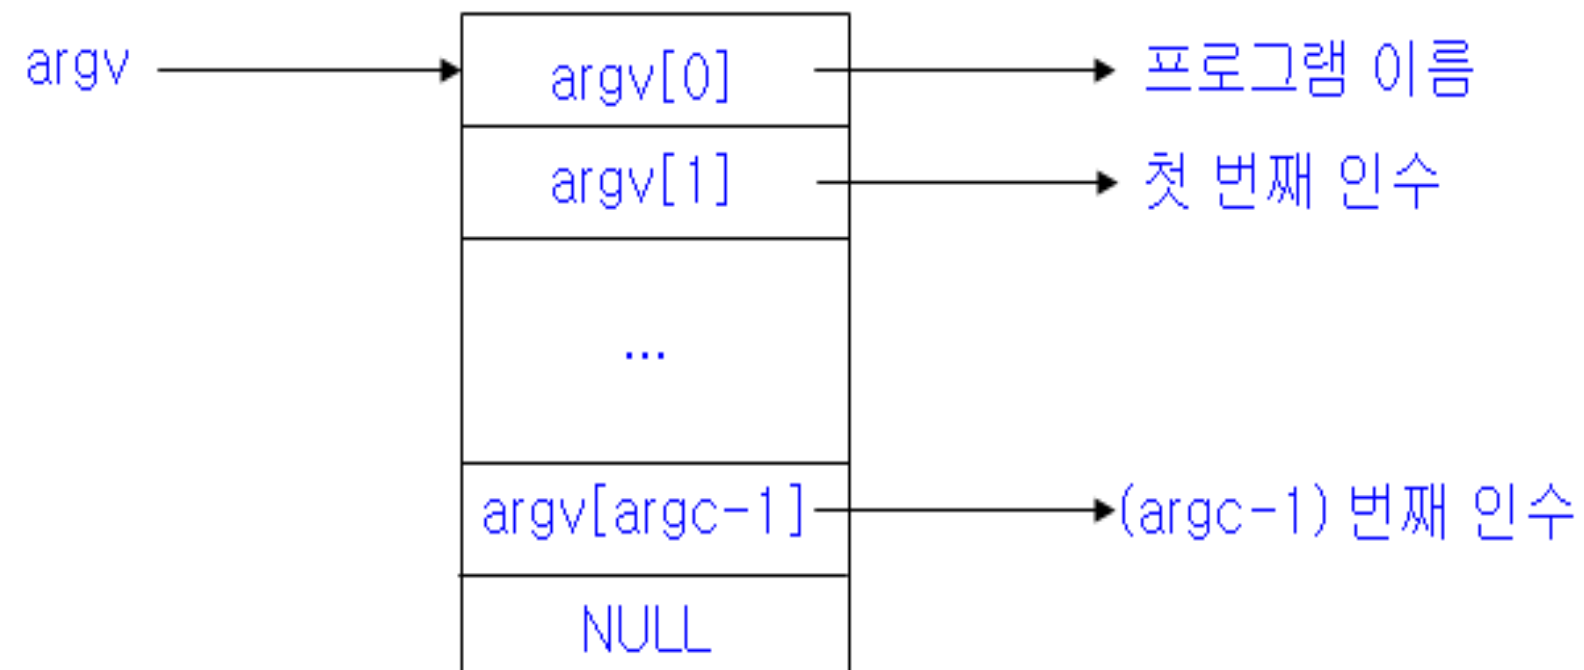 argv argv[0] 프로그램 이름
argv[1] 첫 번째 인수
...
argv[argc-1] (argc-1) 번째 인수
NULL